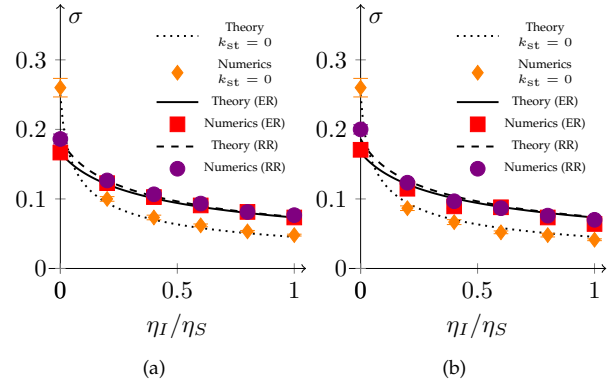 σ
0.3
0.2
0.1
0
0
0.5
1
η_I/η_S
Theory
k_st = 0
Numerics
k_st = 0
Theory (ER)
Numerics (ER)
Theory (RR)
Numerics (RR)
(a)
σ
0.3
0.2
0.1
0
0
0.5
1
η_I/η_S
Theory
k_st = 0
Numerics
k_st = 0
Theory (ER)
Numerics (ER)
Theory (RR)
Numerics (RR)
(b)